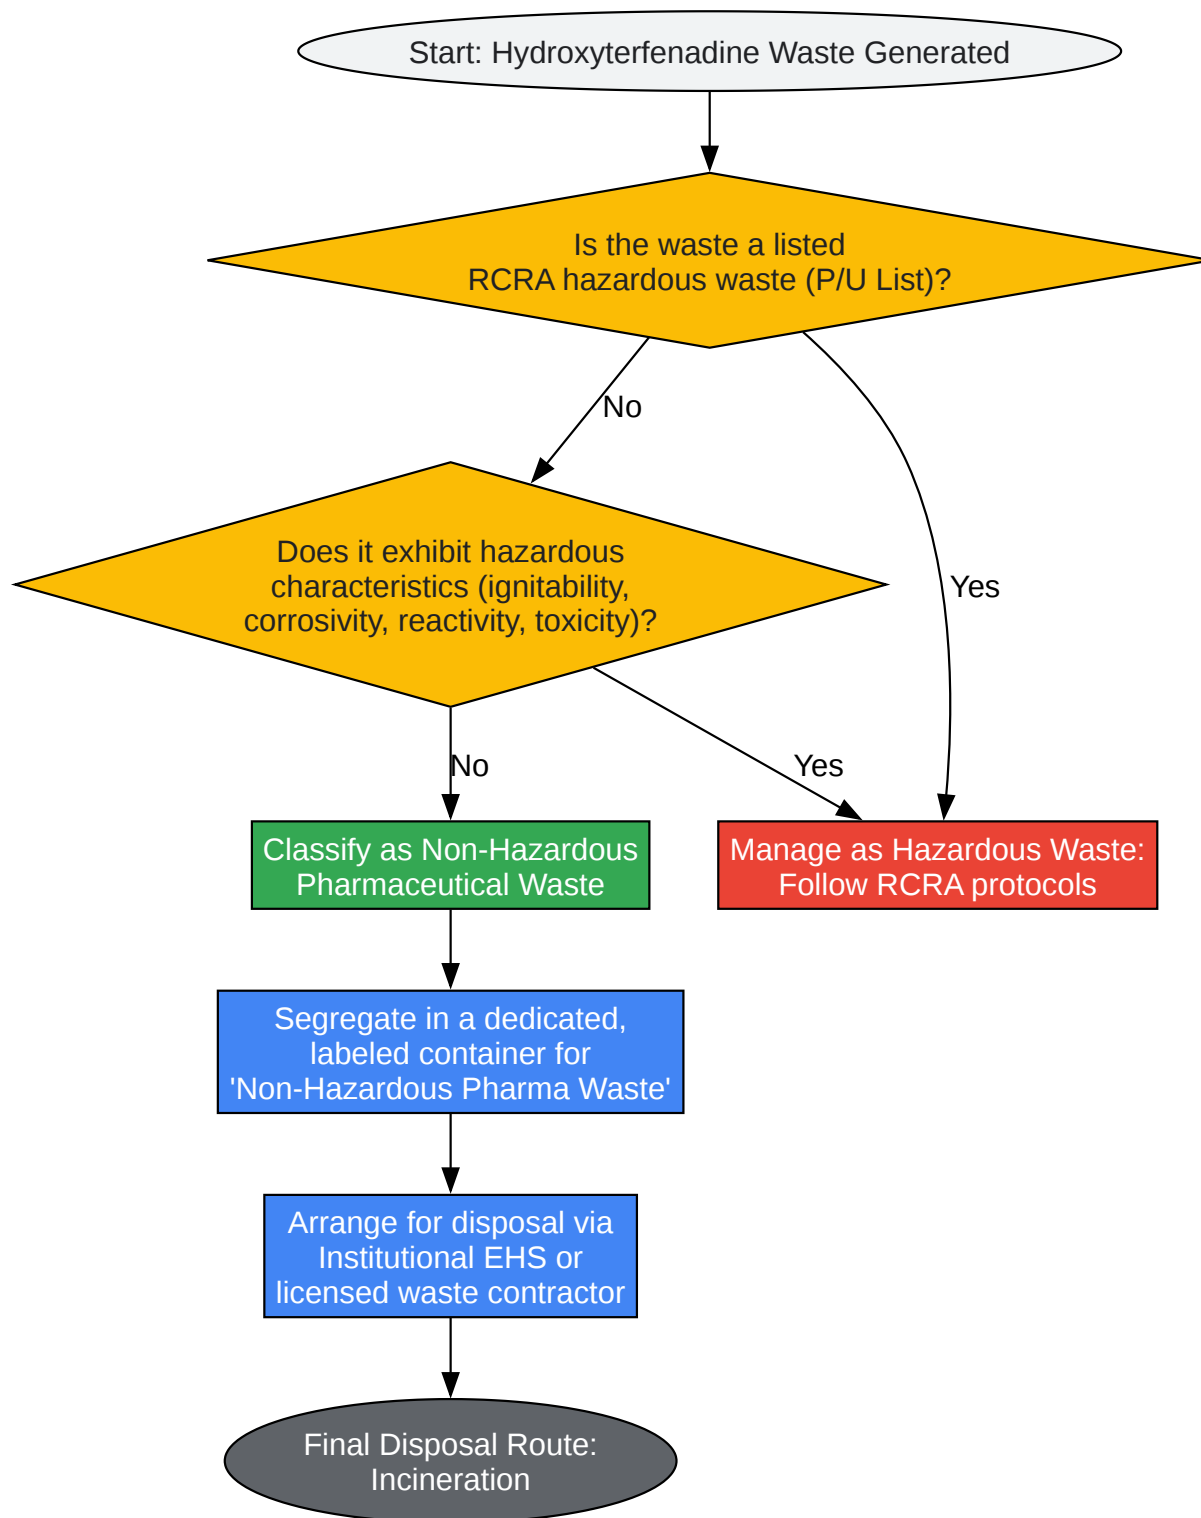 Start: Hydroxyterfenadine Waste Generated
Is the waste a listed
RCRA hazardous waste (P/U List)?
No
Yes
Does it exhibit hazardous
characteristics (ignitability,
corrosivity, reactivity, toxicity)?
No
Yes
Classify as Non-Hazardous
Pharmaceutical Waste
Manage as Hazardous Waste:
Follow RCRA protocols
Segregate in a dedicated,
labeled container for
'Non-Hazardous Pharma Waste'
Arrange for disposal via
Institutional EHS or
licensed waste contractor
Final Disposal Route:
Incineration